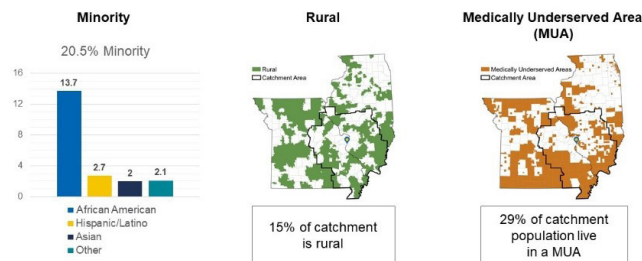 Minority
20.5% Minority
16
12
8
4
0
13.7
2.7
2
2.1
African American
Hispanic/Latino
Asian
Other
Rural
Rural
Catchment Area
15% of catchment
is rural
Medically Underserved Area
(MUA)
Medically Underserved Areas
Catchment Area
29% of catchment
population live
in a MUA